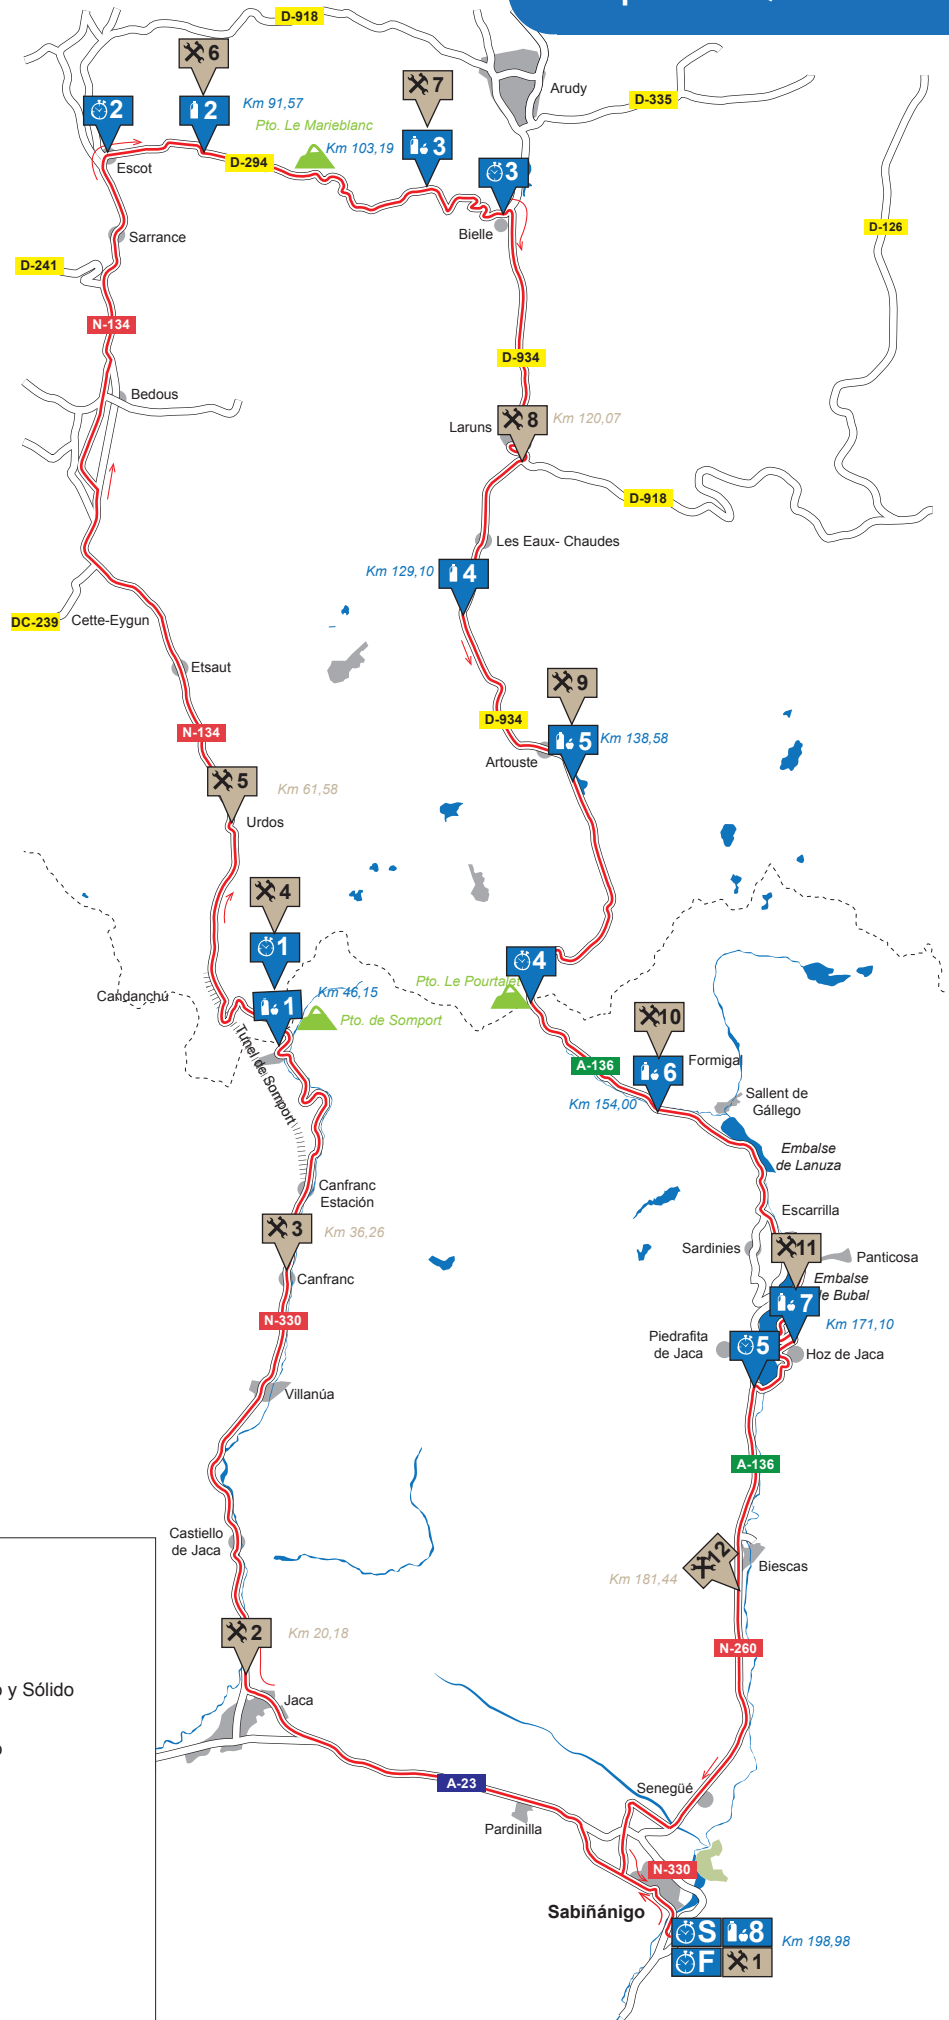 D-918
6
Arudy
7
D-335
2
2
Km 91,57
Pto. Le Marieblanc
Km 103,19
3
D-294
Escot
3
D-126
Sarrance
Bielle
D-241
N-134
D-934
Bedous
8
Km 120,07
Laruns
D-918
Les Eaux- Chaudes
Km 129,10
4
DC-239
Cette-Eygun
Etsaut
9
D-934
N-134
5
Km 138,58
Artouste
5
Km 61,58
Urdos
4
1
4
Pto. Le Pourtalet
Candanchú
1
Km 46,15
Pto. de Somport
10
Tunel de Somport
A-136
6
Formigal
Km 154,00
Sallent de
Gállego
Embalse
de Lanuza
Canfranc
Estación
Escarrilla
3
Km 36,26
Sardinies
11
Panticosa
Canfranc
Embalse
de Bubal
7
N-330
Km 171,10
Piedrafita
de Jaca
5
Hoz de Jaca
Villanúa
A-136
Castiello
de Jaca
12
Biescas
Km 181,44
2
Km 20,18
N-260
y Sólido
Jaca
A-23
Senegüé
Pardinilla
N-330
Sabiñánigo
S
8
Km 198,98
F
1